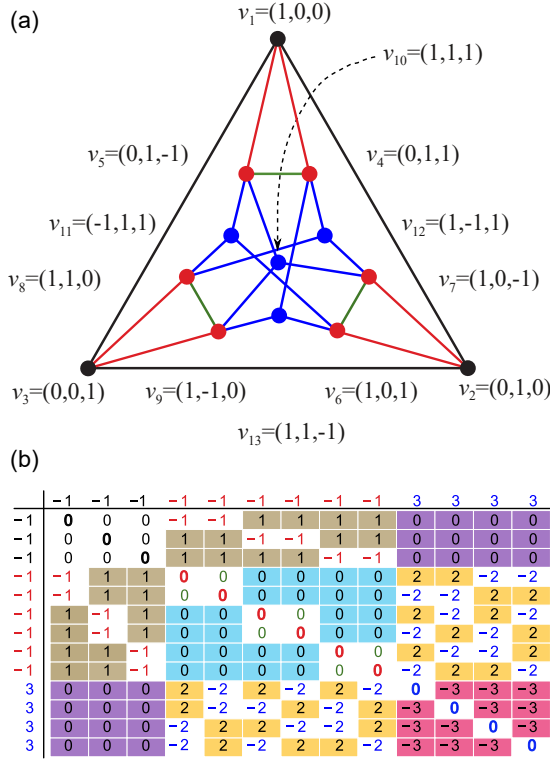 (a)
v₁=(1,0,0)
v₁₀=(1,1,1)
v₅=(0,1,-1)
v₄=(0,1,1)
v₁₁=(-1,1,1)
v₁₂=(1,-1,1)
v₈=(1,1,0)
v₇=(1,0,-1)
v₃=(0,0,1)
v₉=(1,-1,0)
v₆=(1,0,1)
v₂=(0,1,0)
v₁₃=(1,1,-1)
(b)
−1 −1 −1 −1 −1 −1 −1 −1 −1 3 3 3 3
−1 0 0 0 −1 −1 1 1 1 1 0 0 0 0
−1 0 0 0 1 1 −1 −1 1 1 0 0 0 0
−1 0 0 0 1 1 1 1 −1 −1 0 0 0 0
−1 −1 1 1 0 0 0 0 0 0 2 2 −2 −2
−1 −1 1 1 0 0 0 0 0 0 −2 −2 2 2
−1 1 −1 1 0 0 0 0 0 0 2 −2 2 −2
−1 1 −1 1 0 0 0 0 0 0 −2 2 −2 2
−1 1 1 −1 0 0 0 0 0 0 2 −2 −2 2
−1 1 1 −1 0 0 0 0 0 0 −2 2 2 −2
3 0 0 0 2 −2 2 −2 2 −2 0 −3 −3 −3
3 0 0 0 2 −2 −2 2 −2 2 −3 0 −3 −3
3 0 0 0 −2 2 2 −2 −2 2 −3 −3 0 −3
3 0 0 0 −2 2 −2 2 2 −2 −3 −3 −3 0